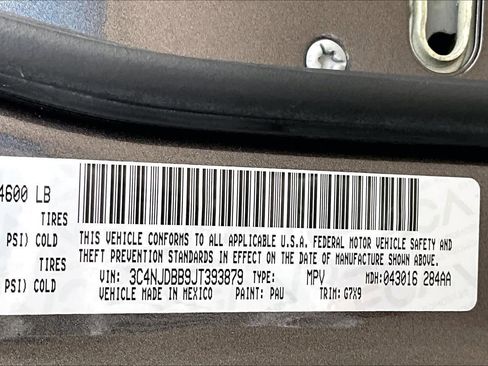 4600 LB
TIRES
PSI) COLD
TIRES
PSI) COLD
THIS VEHICLE CONFORMS TO ALL APPLICABLE U.S.A. FEDERAL MOTOR VEHICLE SAFETY AND
THEFT PREVENTION STANDARDS IN EFFECT ON THE DATE OF MANUFACTURE SHOWN ABOVE.
VIN: 3C4NJDBB9JT393879 TYPE: MPV MDH: 043016 284AA
VEHICLE MADE IN MEXICO PAINT: PAU TRIM: G7X9